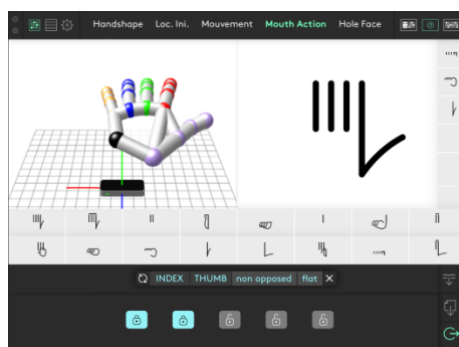 Handshape Loc. Ini. Mouvement Mouth Action Hole Face
INDEX THUMB non opposed flat ×